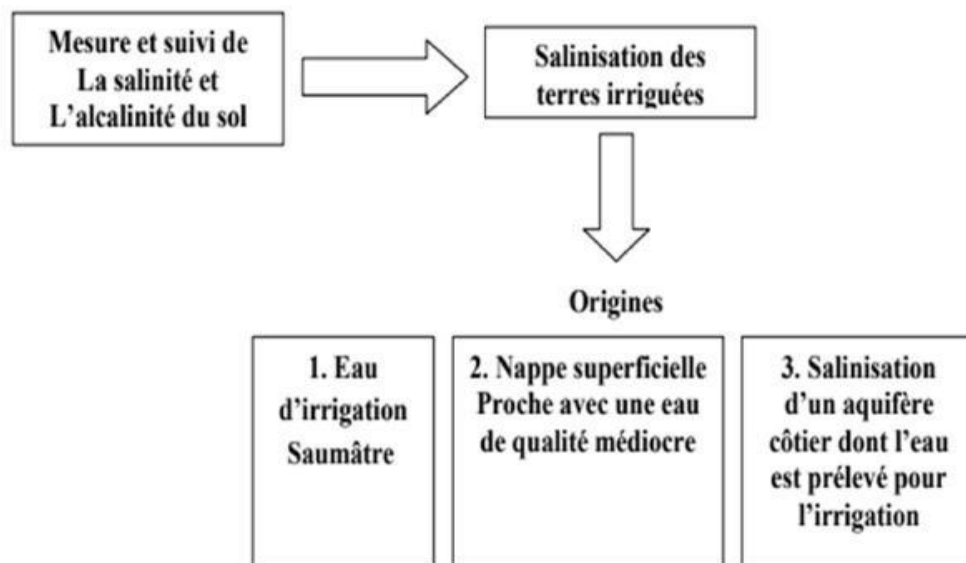 Mesure et suivi de
La salinité et
L'alcalinité du sol
Salinisation des
terres irriguées
Origines
1. Eau
d'irrigation
Saumâtre
2. Nappe superficielle
Proche avec une eau
de qualité médiocre
3. Salinisation
d'un aquifère
côtier dont l'eau
est prélevé pour
l'irrigation